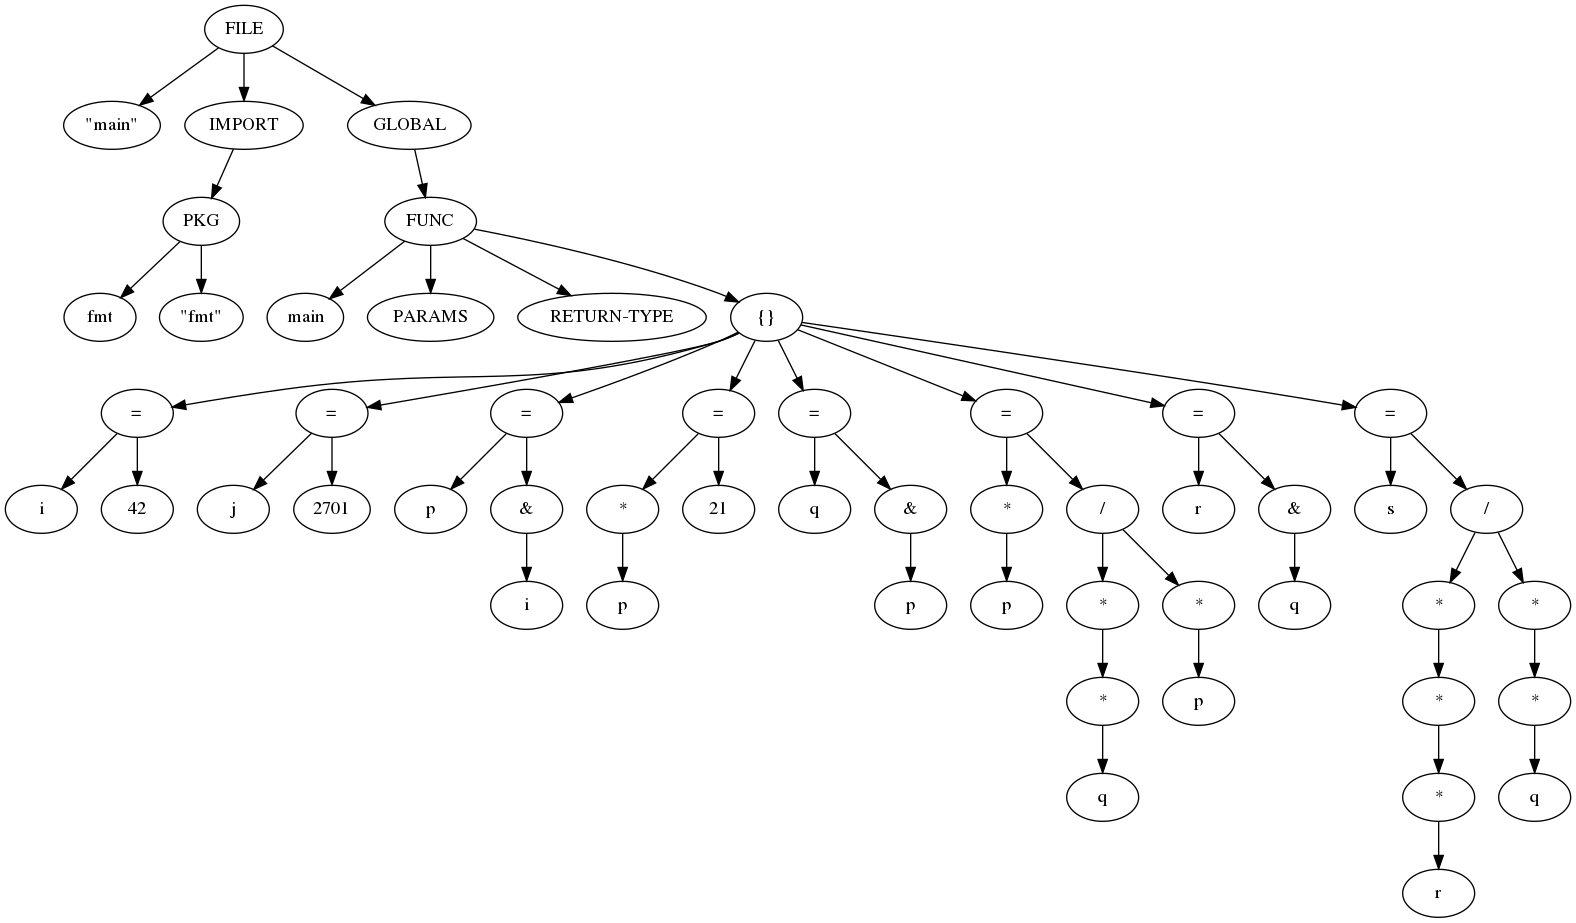 FILE
"main" IMPORT GLOBAL
PKG FUNC
fmt "fmt" main PARAMS RETURN-TYPE {}
= = = = = = = =
i 42 j 2701 p & * 21 q & * / r & s /
i p p p * * q * *
* p * *
q * q
r